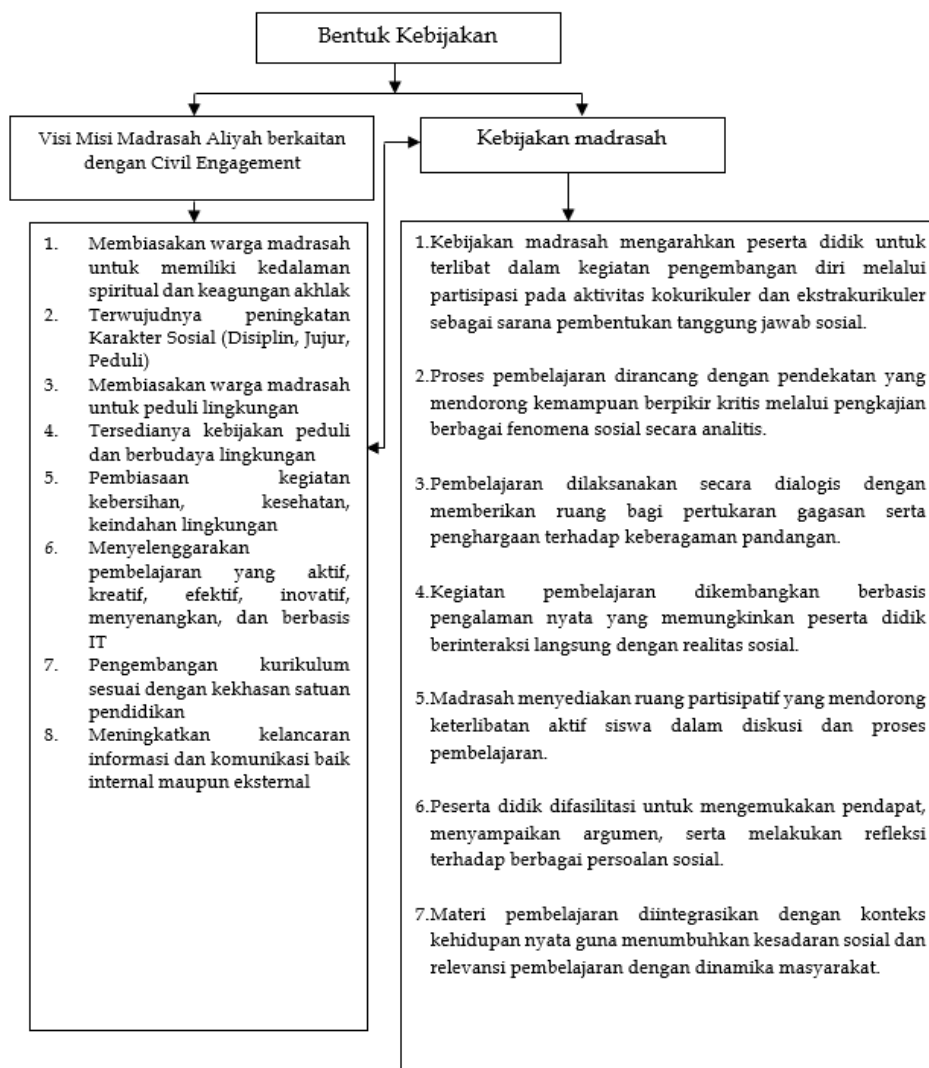 Bentuk Kebijakan
Visi Misi Madrasah Aliyah berkaitan
dengan Civil Engagement
Kebijakan madrasah
1. Membiasakan warga madrasah
untuk memiliki kedalaman
spiritual dan keagungan akhlak
2. Terwujudnya peningkatan
Karakter Sosial (Disiplin, Jujur,
Peduli)
3. Membiasakan warga madrasah
untuk peduli lingkungan
4. Tersedianya kebijakan peduli
dan berbudaya lingkungan
5. Pembiasaan kegiatan
kebersihan, kesehatan,
keindahan lingkungan
6. Menyelenggarakan
pembelajaran yang aktif,
kreatif, efektif, inovatif,
menyenangkan, dan berbasis
IT
7. Pengembangan kurikulum
sesuai dengan kekhasan satuan
pendidikan
8. Meningkatkan kelancaran
informasi dan komunikasi baik
internal maupun eksternal
1.Kebijakan madrasah mengarahkan peserta didik untuk
terlibat dalam kegiatan pengembangan diri melalui
partisipasi pada aktivitas kokurikuler dan ekstrakurikuler
sebagai sarana pembentukan tanggung jawab sosial.
2.Proses pembelajaran dirancang dengan pendekatan yang
mendorong kemampuan berpikir kritis melalui pengkajian
berbagai fenomena sosial secara analitis.
3.Pembelajaran dilaksanakan secara dialogis dengan
memberikan ruang bagi pertukaran gagasan serta
penghargaan terhadap keberagaman pandangan.
4.Kegiatan pembelajaran dikembangkan berbasis
pengalaman nyata yang memungkinkan peserta didik
berinteraksi langsung dengan realitas sosial.
5.Madrasah menyediakan ruang partisipatif yang mendorong
keterlibatan aktif siswa dalam diskusi dan proses
pembelajaran.
6.Peserta didik difasilitasi untuk mengemukakan pendapat,
menyampaikan argumen, serta melakukan refleksi
terhadap berbagai persoalan sosial.
7.Materi pembelajaran diintegrasikan dengan konteks
kehidupan nyata guna menumbuhkan kesadaran sosial dan
relevansi pembelajaran dengan dinamika masyarakat.